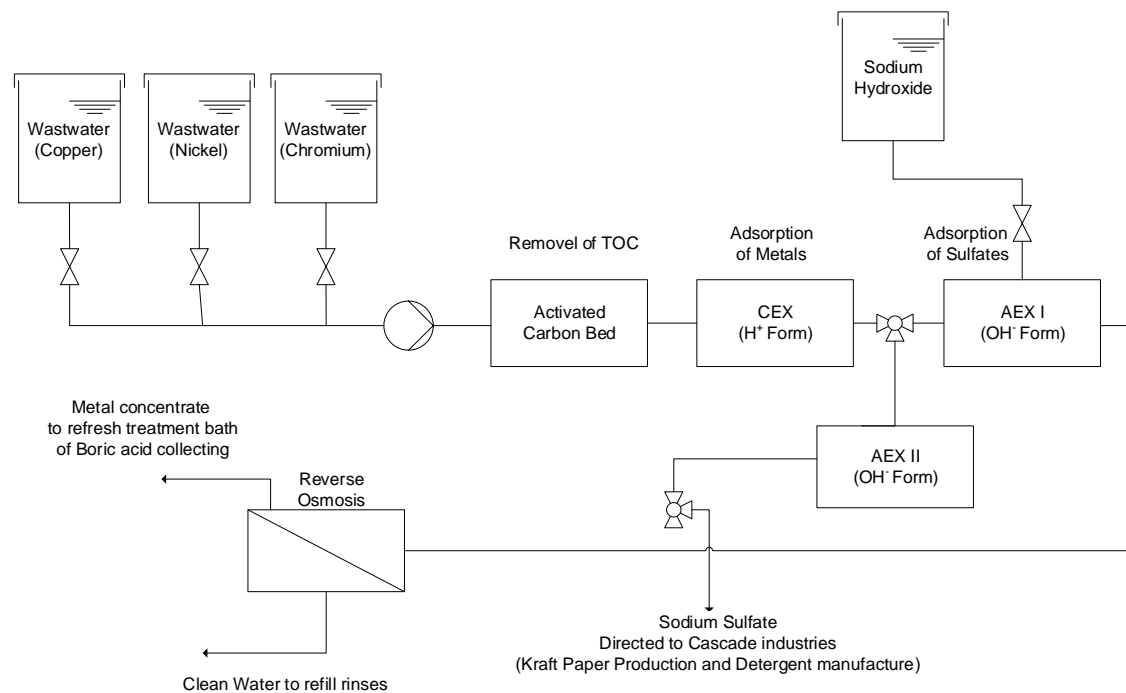 Sodium
Hydroxide
Wastwater
(Copper)
Wastwater
(Nickel)
Wastwater
(Chromium)
Removel of TOC
Adsorption
of Metals
Adsorption
of Sulfates
Activated
Carbon Bed
CEX
(H⁺ Form)
AEX I
(OH⁻ Form)
Metal concentrate
to refresh treatment bath
of Boric acid collecting
AEX II
(OH⁻ Form)
Reverse
Osmosis
Sodium Sulfate
Directed to Cascade industries
(Kraft Paper Production and Detergent manufacture)
Clean Water to refill rinses